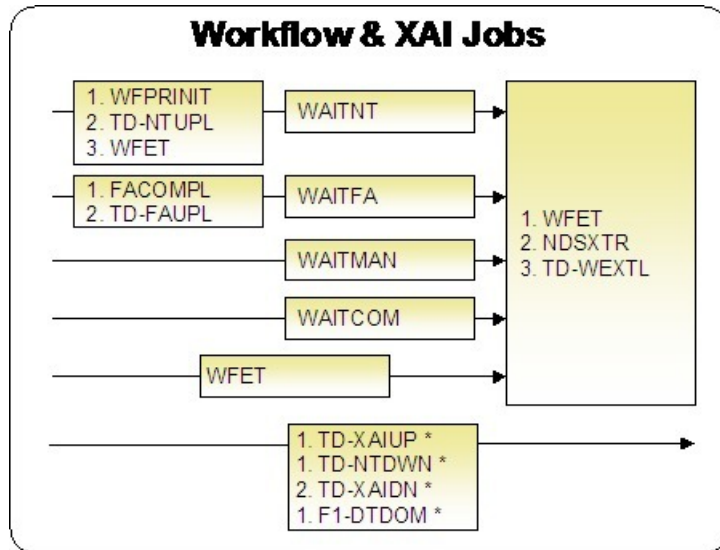 Workflow & XAI Jobs
1. WFPRINIT
2. TD-NTUPL
3. WFET
WAITNT
1. FACOMPL
2. TD-FAUPL
WAITFA
WAITMAN
WAITCOM
WFET
1. WFET
2. NDSXTR
3. TD-WEXTL
1. TD-XAIUP *
1. TD-NTDWN *
2. TD-XAIDN *
1. F1-DTDOM *